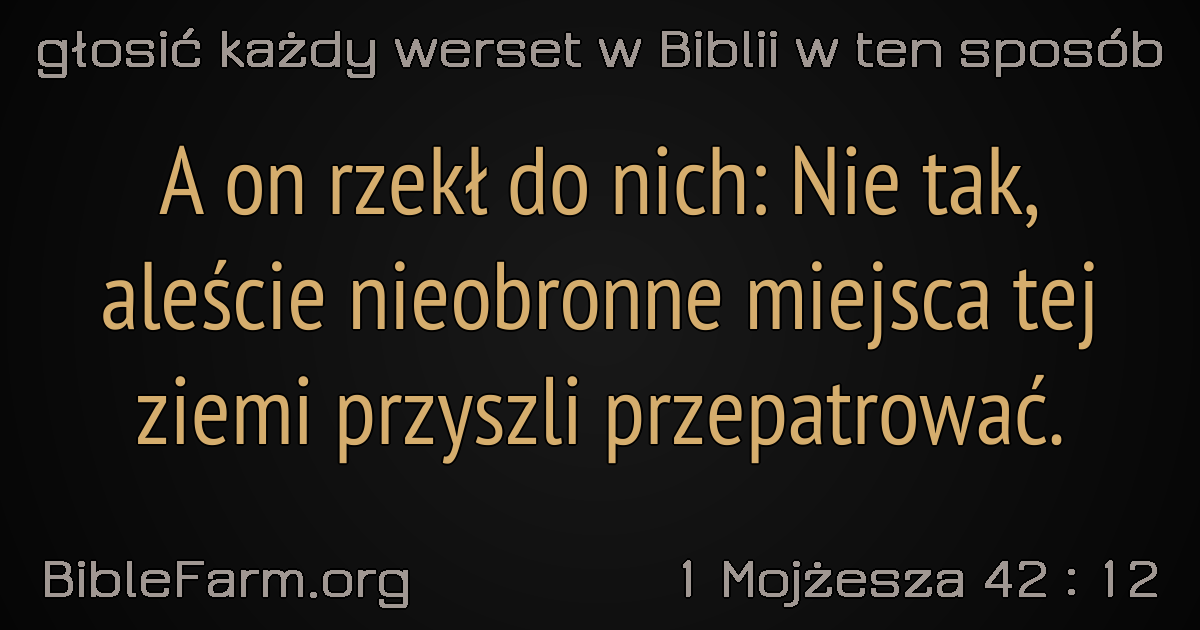 głosić każdy werset w Biblii w ten sposób
A on rzekł do nich: Nie tak,
aleście nieobronne miejsca tej
ziemi przyszli przepatrować.
BibleFarm.org
1 Mojżesza 42 : 12